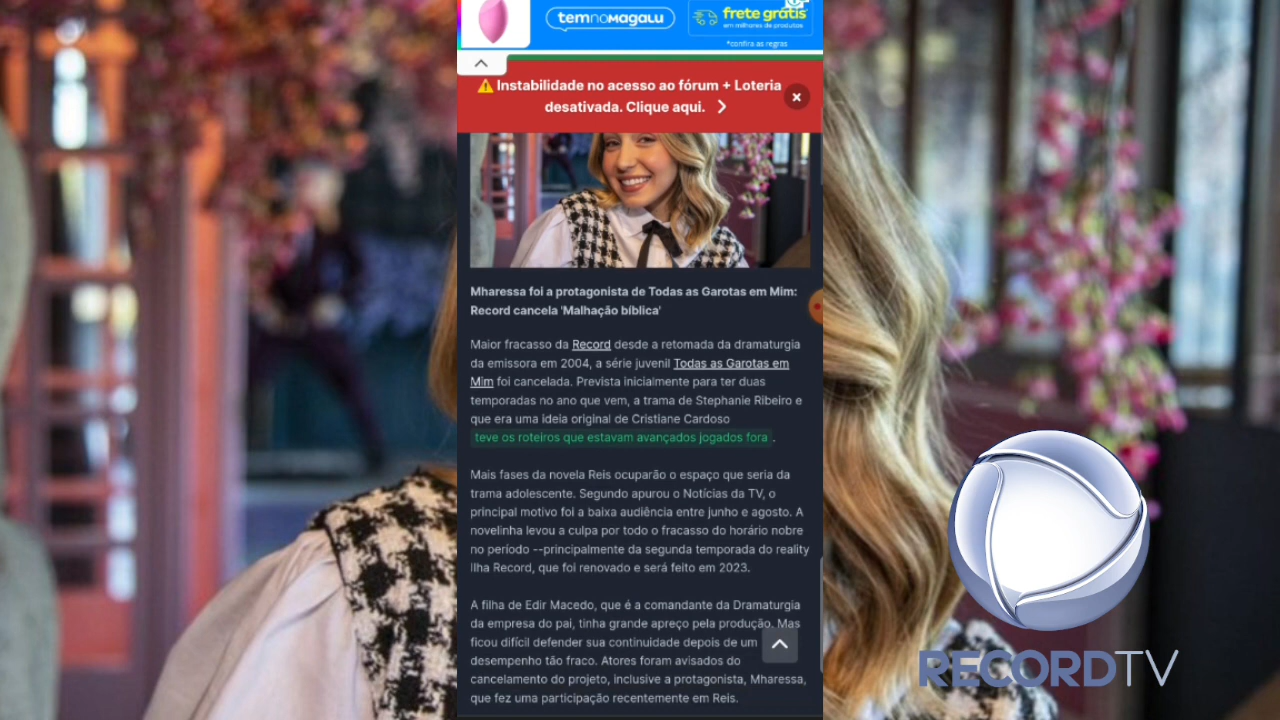 temnomagalu
frete grátis
em milhares de produtos
*confira as regras
⚠️ Instabilidade no acesso ao fórum + Loteria
desativada. Clique aqui.
Mharessa foi a protagonista de Todas as Garotas em Mim:
Record cancela 'Malhação bíblica'
Maior fracasso da Record desde a retomada da dramaturgia
da emissora em 2004, a série juvenil Todas as Garotas em
Mim foi cancelada. Prevista inicialmente para ter duas
temporadas no ano que vem, a trama de Stephanie Ribeiro e
que era uma ideia original de Cristiane Cardoso
teve os roteiros que estavam avançados jogados fora .
Mais fases da novela Reis ocuparão o espaço que seria da
trama adolescente. Segundo apurou o Notícias da TV, o
principal motivo foi a baixa audiência entre junho e agosto. A
novelinha levou a culpa por todo o fracasso do horário nobre
no período --principalmente da segunda temporada do reality
Ilha Record, que foi renovado e será feito em 2023.
A filha de Edir Macedo, que é a comandante da Dramaturgia
da empresa do pai, tinha grande apreço pela produção. Mas
ficou difícil defender sua continuidade depois de um
desempenho tão fraco. Atores foram avisados do
cancelamento do projeto, inclusive a protagonista, Mharessa,
que fez uma participação recentemente em Reis.
RECORDTV